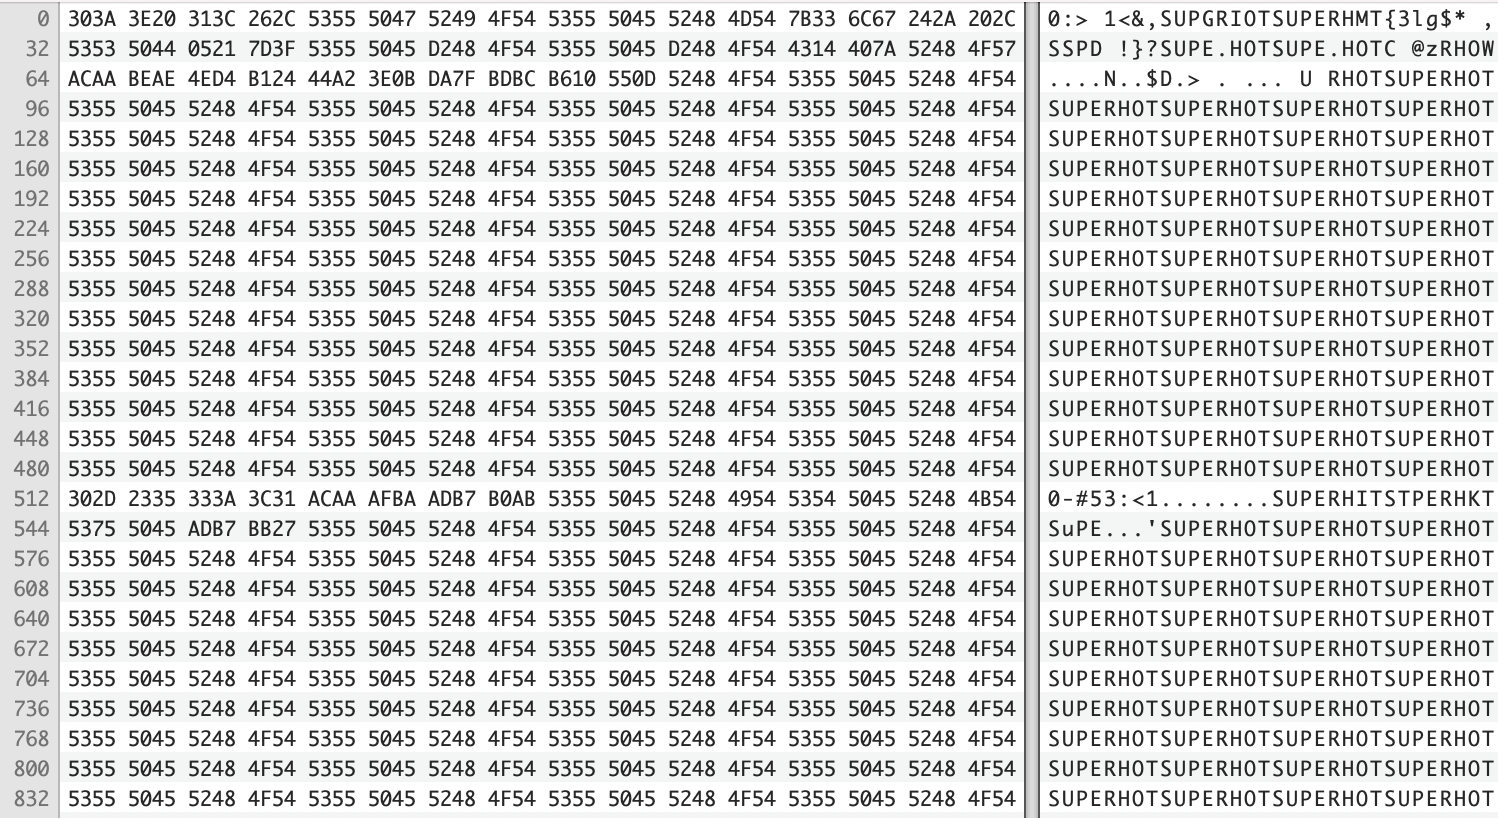 0 303A 3E20 313C 262C 5355 5047 5249 4F54 5355 5045 5248 4D54 7B33 6C67 242A 202C 0:> 1<&,SUPGRIOTSUPERHMT{3lg$* ,
32 5353 5044 0521 7D3F 5355 5045 D248 4F54 5355 5045 D248 4F54 4314 407A 5248 4F57 SSPD !}?SUPE.HOTSUPE.HOTC @zRHOW
64 ACAA BEAE 4ED4 B124 44A2 3E0B DA7F BDBC B610 550D 5248 4F54 5355 5045 5248 4F54 ....N..$D.> . ... U RHOTSUPERHOT
96 5355 5045 5248 4F54 5355 5045 5248 4F54 5355 5045 5248 4F54 5355 5045 5248 4F54 SUPERHOTSUPERHOTSUPERHOTSUPERHOT
128 5355 5045 5248 4F54 5355 5045 5248 4F54 5355 5045 5248 4F54 5355 5045 5248 4F54 SUPERHOTSUPERHOTSUPERHOTSUPERHOT
160 5355 5045 5248 4F54 5355 5045 5248 4F54 5355 5045 5248 4F54 5355 5045 5248 4F54 SUPERHOTSUPERHOTSUPERHOTSUPERHOT
192 5355 5045 5248 4F54 5355 5045 5248 4F54 5355 5045 5248 4F54 5355 5045 5248 4F54 SUPERHOTSUPERHOTSUPERHOTSUPERHOT
224 5355 5045 5248 4F54 5355 5045 5248 4F54 5355 5045 5248 4F54 5355 5045 5248 4F54 SUPERHOTSUPERHOTSUPERHOTSUPERHOT
256 5355 5045 5248 4F54 5355 5045 5248 4F54 5355 5045 5248 4F54 5355 5045 5248 4F54 SUPERHOTSUPERHOTSUPERHOTSUPERHOT
288 5355 5045 5248 4F54 5355 5045 5248 4F54 5355 5045 5248 4F54 5355 5045 5248 4F54 SUPERHOTSUPERHOTSUPERHOTSUPERHOT
320 5355 5045 5248 4F54 5355 5045 5248 4F54 5355 5045 5248 4F54 5355 5045 5248 4F54 SUPERHOTSUPERHOTSUPERHOTSUPERHOT
352 5355 5045 5248 4F54 5355 5045 5248 4F54 5355 5045 5248 4F54 5355 5045 5248 4F54 SUPERHOTSUPERHOTSUPERHOTSUPERHOT
384 5355 5045 5248 4F54 5355 5045 5248 4F54 5355 5045 5248 4F54 5355 5045 5248 4F54 SUPERHOTSUPERHOTSUPERHOTSUPERHOT
416 5355 5045 5248 4F54 5355 5045 5248 4F54 5355 5045 5248 4F54 5355 5045 5248 4F54 SUPERHOTSUPERHOTSUPERHOTSUPERHOT
448 5355 5045 5248 4F54 5355 5045 5248 4F54 5355 5045 5248 4F54 5355 5045 5248 4F54 SUPERHOTSUPERHOTSUPERHOTSUPERHOT
480 5355 5045 5248 4F54 5355 5045 5248 4F54 5355 5045 5248 4F54 5355 5045 5248 4F54 SUPERHOTSUPERHOTSUPERHOTSUPERHOT
512 302D 2335 333A 3C31 ACAA AFBA ADB7 B0AB 5355 5045 5248 4954 5354 5045 5248 4B54 0-#53:<1........SUPERHITSTPERHKT
544 5375 5045 ADB7 BB27 5355 5045 5248 4F54 5355 5045 5248 4F54 5355 5045 5248 4F54 SuPE...'SUPERHOTSUPERHOTSUPERHOT
576 5355 5045 5248 4F54 5355 5045 5248 4F54 5355 5045 5248 4F54 5355 5045 5248 4F54 SUPERHOTSUPERHOTSUPERHOTSUPERHOT
608 5355 5045 5248 4F54 5355 5045 5248 4F54 5355 5045 5248 4F54 5355 5045 5248 4F54 SUPERHOTSUPERHOTSUPERHOTSUPERHOT
640 5355 5045 5248 4F54 5355 5045 5248 4F54 5355 5045 5248 4F54 5355 5045 5248 4F54 SUPERHOTSUPERHOTSUPERHOTSUPERHOT
672 5355 5045 5248 4F54 5355 5045 5248 4F54 5355 5045 5248 4F54 5355 5045 5248 4F54 SUPERHOTSUPERHOTSUPERHOTSUPERHOT
704 5355 5045 5248 4F54 5355 5045 5248 4F54 5355 5045 5248 4F54 5355 5045 5248 4F54 SUPERHOTSUPERHOTSUPERHOTSUPERHOT
736 5355 5045 5248 4F54 5355 5045 5248 4F54 5355 5045 5248 4F54 5355 5045 5248 4F54 SUPERHOTSUPERHOTSUPERHOTSUPERHOT
768 5355 5045 5248 4F54 5355 5045 5248 4F54 5355 5045 5248 4F54 5355 5045 5248 4F54 SUPERHOTSUPERHOTSUPERHOTSUPERHOT
800 5355 5045 5248 4F54 5355 5045 5248 4F54 5355 5045 5248 4F54 5355 5045 5248 4F54 SUPERHOTSUPERHOTSUPERHOTSUPERHOT
832 5355 5045 5248 4F54 5355 5045 5248 4F54 5355 5045 5248 4F54 5355 5045 5248 4F54 SUPERHOTSUPERHOTSUPERHOTSUPERHOT